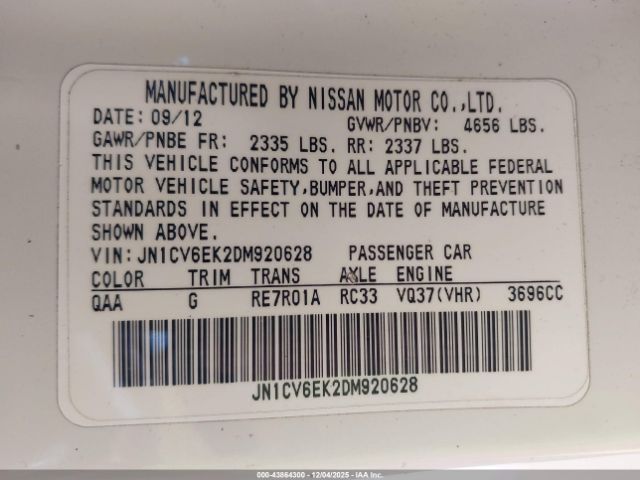 MANUFACTURED BY NISSAN MOTOR CO.,LTD.
DATE: 09/12 GVWR/PNBV: 4656 LBS.
GAWR/PNBE FR: 2335 LBS. RR: 2337 LBS.
THIS VEHICLE CONFORMS TO ALL APPLICABLE FEDERAL
MOTOR VEHICLE SAFETY,BUMPER,AND THEFT PREVENTION
STANDARDS IN EFFECT ON THE DATE OF MANUFACTURE
SHOWN ABOVE.
VIN:JN1CV6EK2DM920628 PASSENGER CAR
COLOR TRIM TRANS AXLE ENGINE
QAA G RE7R01A RC33 VQ37(VHR) 3696CC
JN1CV6EK2DM920628
000-43864300 - 12/04/2025 - IAA